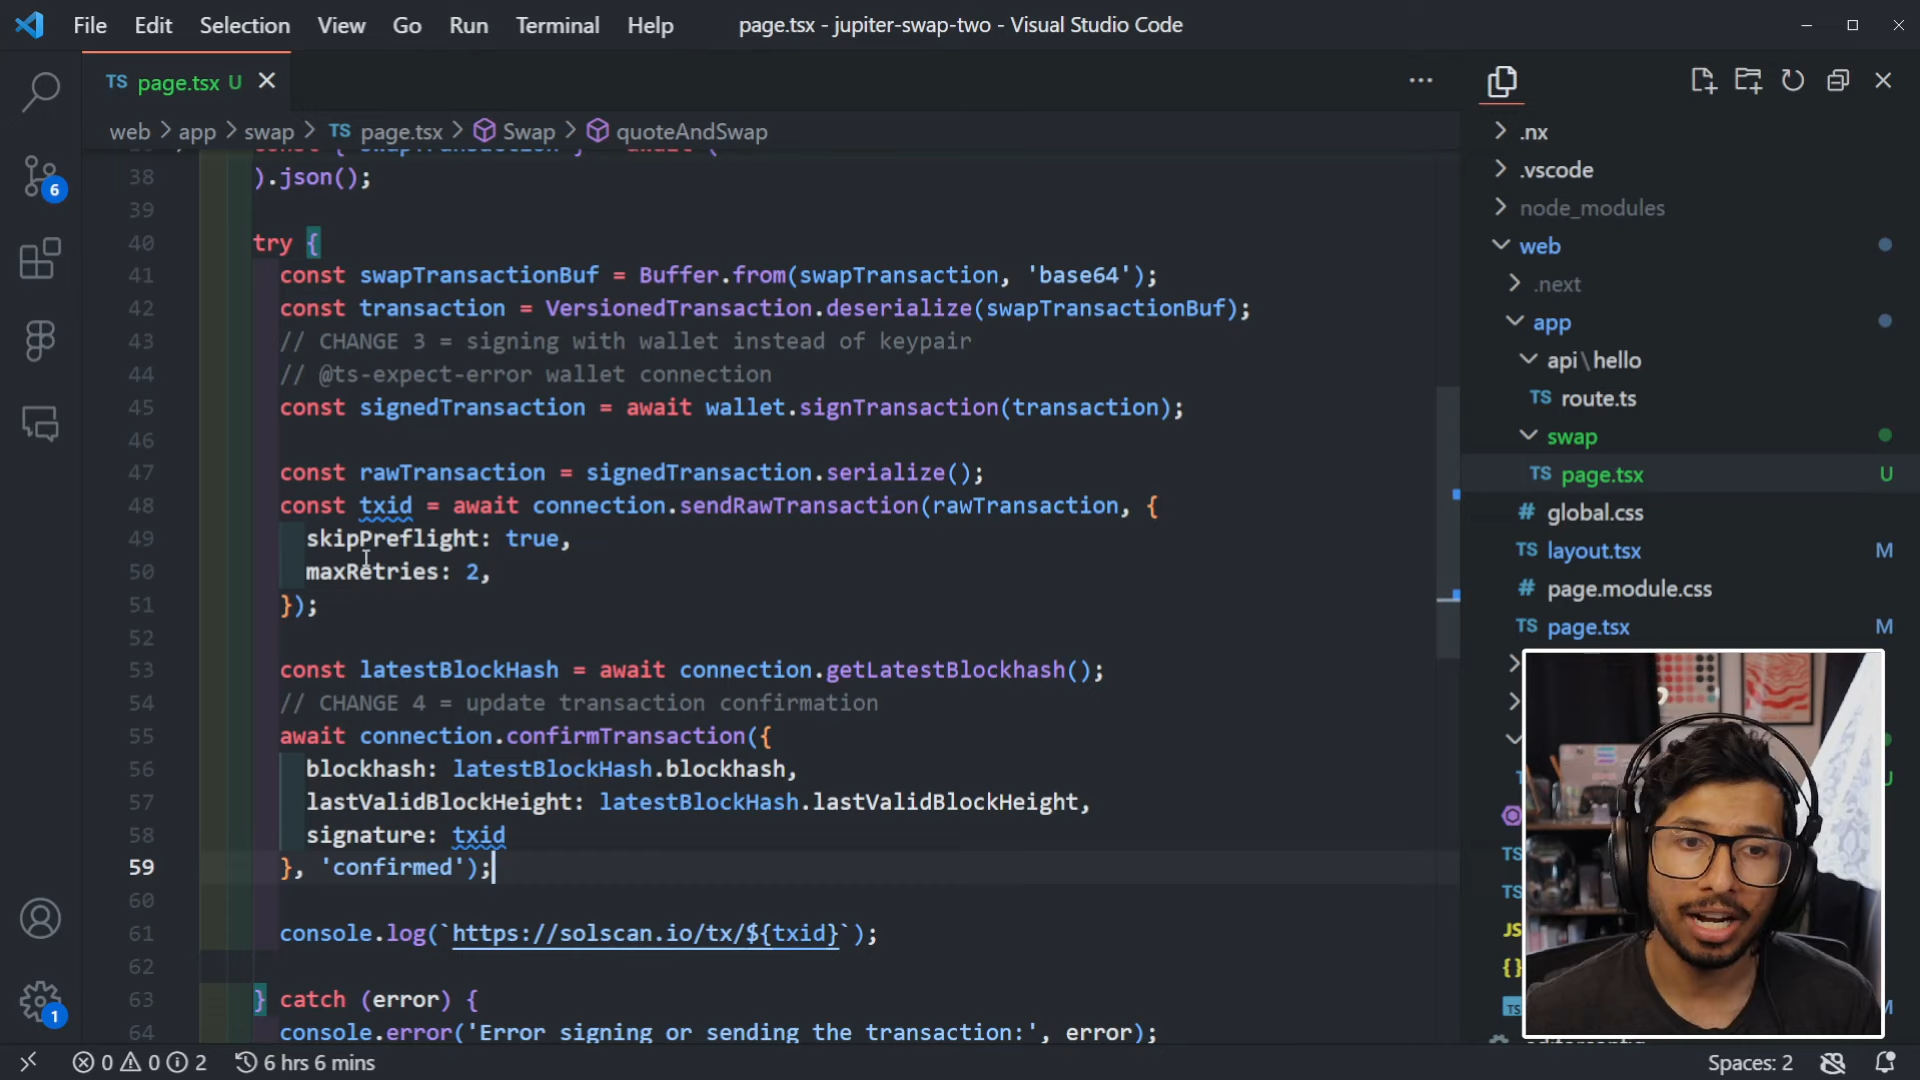 File Edit Selection View Go Run Terminal Help
page.tsx - jupiter-swap-two - Visual Studio Code
TS page.tsx U
web > app > swap > TS page.tsx > Swap > quoteAndSwap
38 ).json();
39
40 try {
41 const swapTransactionBuf = Buffer.from(swapTransaction, 'base64');
42 const transaction = VersionedTransaction.deserialize(swapTransactionBuf);
43 // CHANGE 3 = signing with wallet instead of keypair
44 // @ts-expect-error wallet connection
45 const signedTransaction = await wallet.signTransaction(transaction);
46
47 const rawTransaction = signedTransaction.serialize();
48 const txid = await connection.sendRawTransaction(rawTransaction, {
49 skipPreflight: true,
50 maxRetries: 2,
51 });
52
53 const latestBlockHash = await connection.getLatestBlockhash();
54 // CHANGE 4 = update transaction confirmation
55 await connection.confirmTransaction({
56 blockhash: latestBlockHash.blockhash,
57 lastValidBlockHeight: latestBlockHash.lastValidBlockHeight,
58 signature: txid
59 }, 'confirmed');
60
61 console.log(`https://solscan.io/tx/${txid}`);
62
63 } catch (error) {
64 console.error('Error signing or sending the transaction:', error);
.nx
.vscode
node_modules
web
.next
app
api\hello
TS route.ts
swap
TS page.tsx U
# global.css
TS layout.tsx M
# page.module.css
TS page.tsx M
TS
TS
JS
{}
6
1
0 0 2 6 hrs 6 mins
Spaces: 2